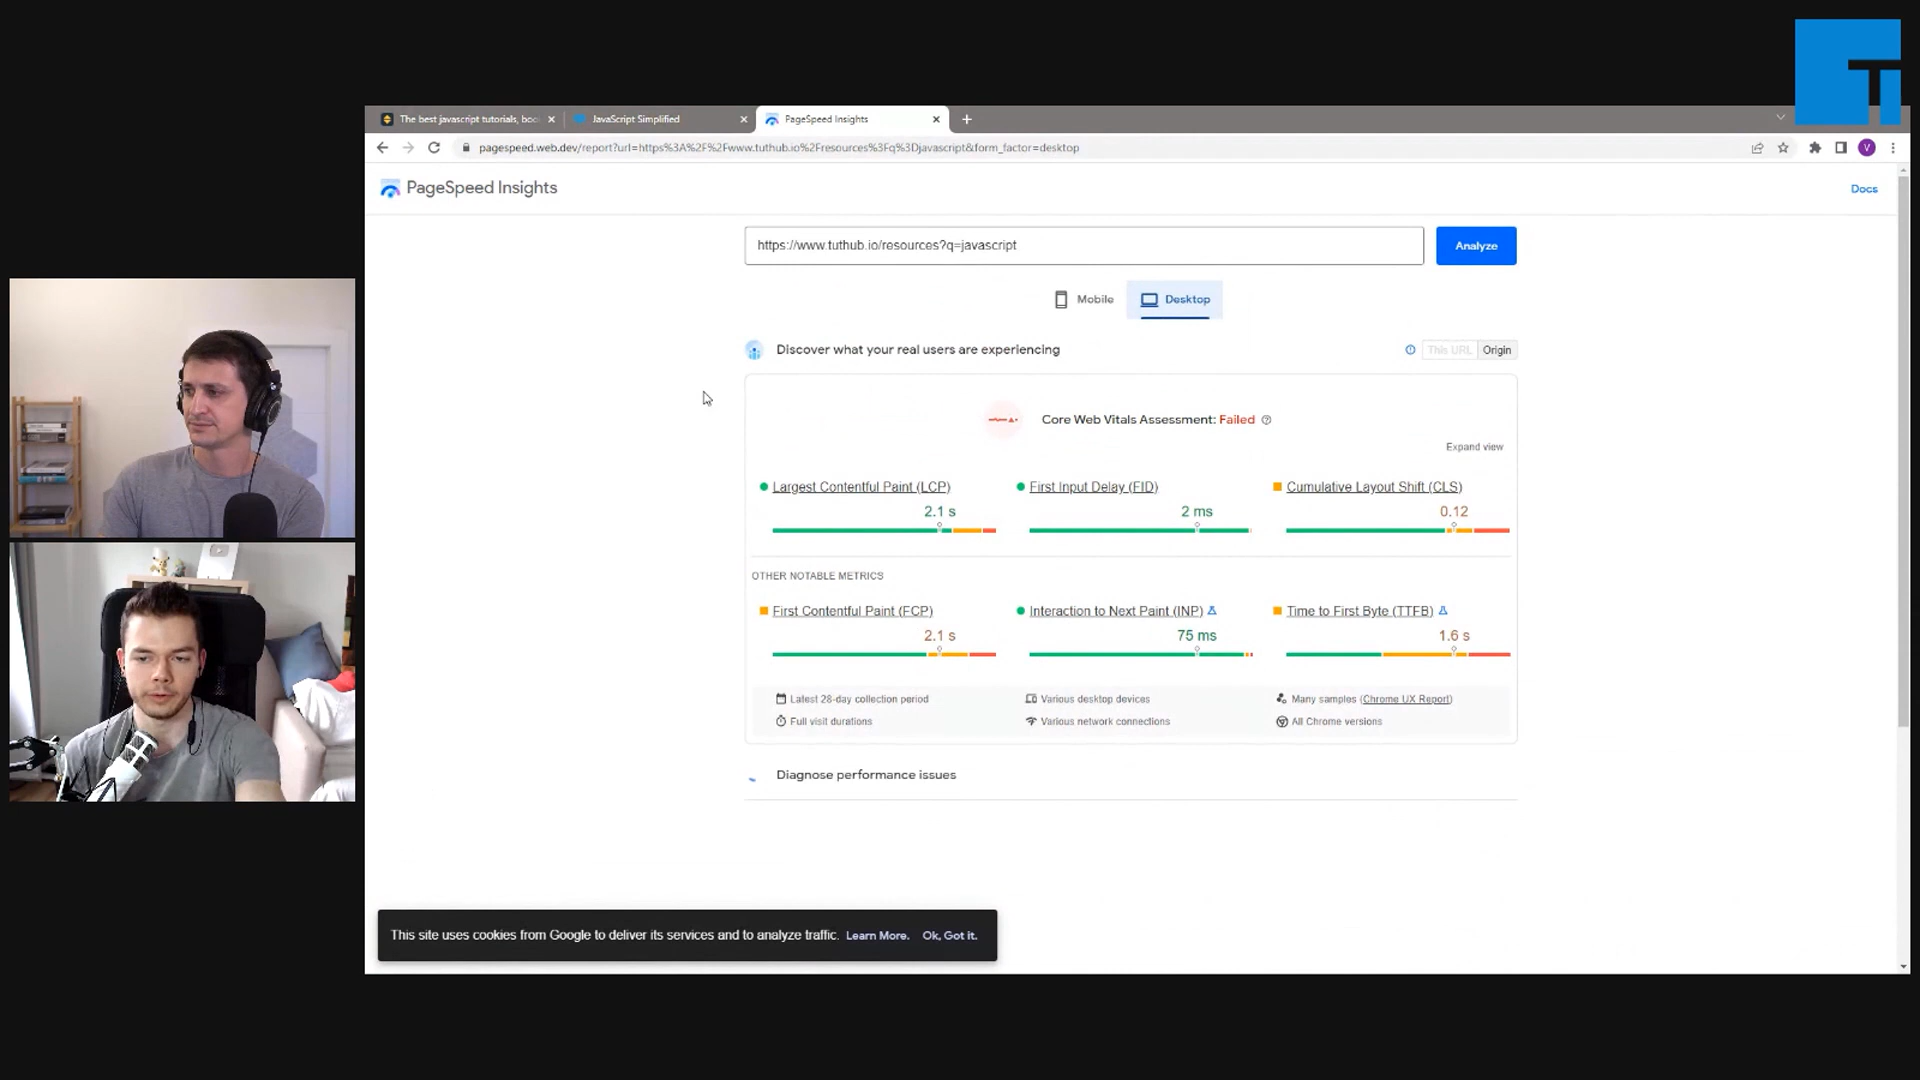 The best javascript tutorials, boo
JavaScript Simplified
PageSpeed Insights
pagespeed.web.dev/report?url=https%3A%2F%2Fwww.tuthub.io%2Fresources%3Fq%3Djavascript&form_factor=desktop
V
PageSpeed Insights
Docs
https://www.tuthub.io/resources?q=javascript
Analyze
Mobile
Desktop
Discover what your real users are experiencing
This URL
Origin
Core Web Vitals Assessment: Failed
Expand view
Largest Contentful Paint (LCP)
2.1 s
First Input Delay (FID)
2 ms
Cumulative Layout Shift (CLS)
0.12
OTHER NOTABLE METRICS
First Contentful Paint (FCP)
2.1 s
Interaction to Next Paint (INP)
75 ms
Time to First Byte (TTFB)
1.6 s
Latest 28-day collection period
Various desktop devices
Many samples (Chrome UX Report)
Full visit durations
Various network connections
All Chrome versions
Diagnose performance issues
This site uses cookies from Google to deliver its services and to analyze traffic. Learn More. Ok, Got it.